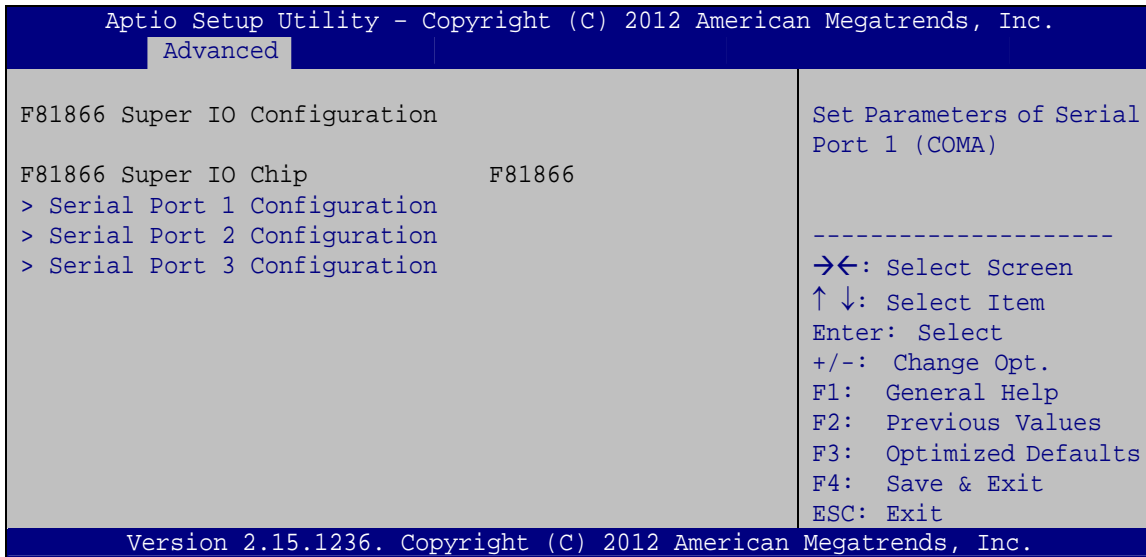 Aptio Setup Utility – Copyright (C) 2012 American Megatrends, Inc.
Advanced
F81866 Super IO Configuration
F81866 Super IO Chip F81866
> Serial Port 1 Configuration
> Serial Port 2 Configuration
> Serial Port 3 Configuration
Set Parameters of Serial
Port 1 (COMA)
---------------------
→←: Select Screen
↑ ↓: Select Item
Enter: Select
+/-: Change Opt.
F1: General Help
F2: Previous Values
F3: Optimized Defaults
F4: Save & Exit
ESC: Exit
Version 2.15.1236. Copyright (C) 2012 American Megatrends, Inc.